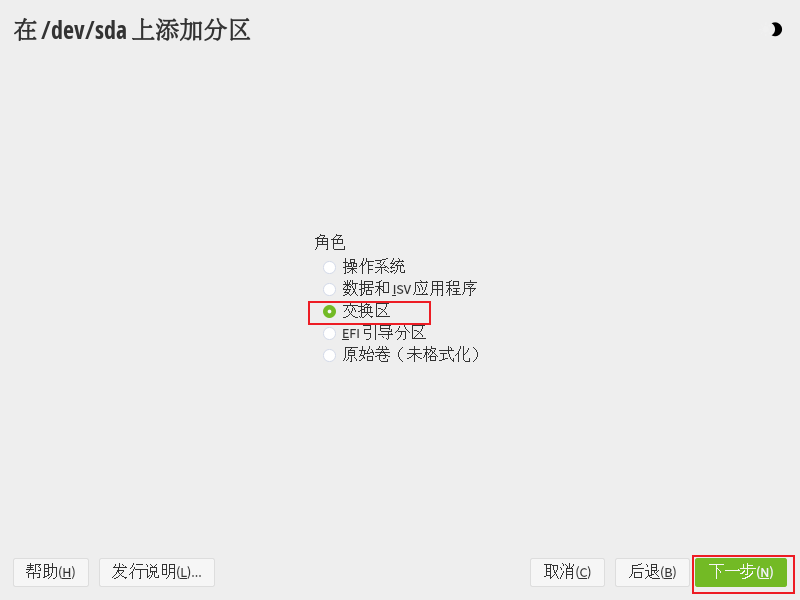 在 /dev/sda 上添加分区
角色
操作系统
数据和 ISV 应用程序
交换区
EFI 引导分区
原始卷（未格式化）
帮助(H) 发行说明(L)... 取消(C) 后退(B) 下一步(N)